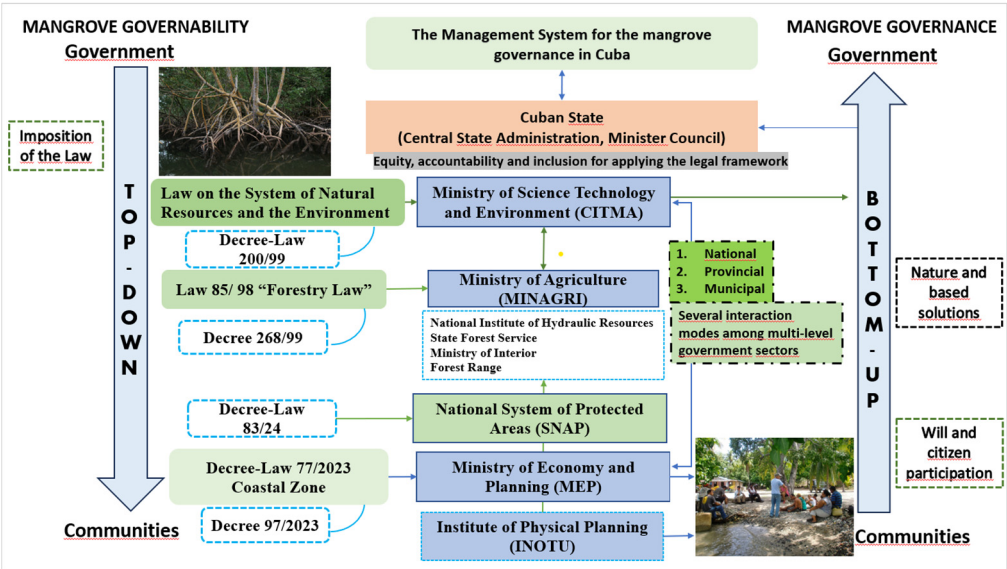 MANGROVE GOVERNABILITY
Government
Imposition
of the Law
TOP-DOWN
Communities
The Management System for the mangrove
governance in Cuba
Cuban State
(Central State Administration, Minister Council)
Equity, accountability and inclusion for applying the legal framework
Law on the System of Natural
Resources and the Environment
Decree-Law
200/99
Law 85/ 98 “Forestry Law”
Decree 268/99
Decree-Law
83/24
Decree-Law 77/2023
Coastal Zone
Decree 97/2023
Ministry of Science Technology
and Environment (CITMA)
Ministry of Agriculture
(MINAGRI)
National Institute of Hydraulic Resources
State Forest Service
Ministry of Interior
Forest Range
National System of Protected
Areas (SNAP)
Ministry of Economy and
Planning (MEP)
Institute of Physical Planning
(INOTU)
1. National
2. Provincial
3. Municipal
Several interaction
modes among multi-level
government sectors
MANGROVE GOVERNANCE
Government
BOTTOM-UP
Nature and
based
solutions
Will and
citizen
participation
Communities